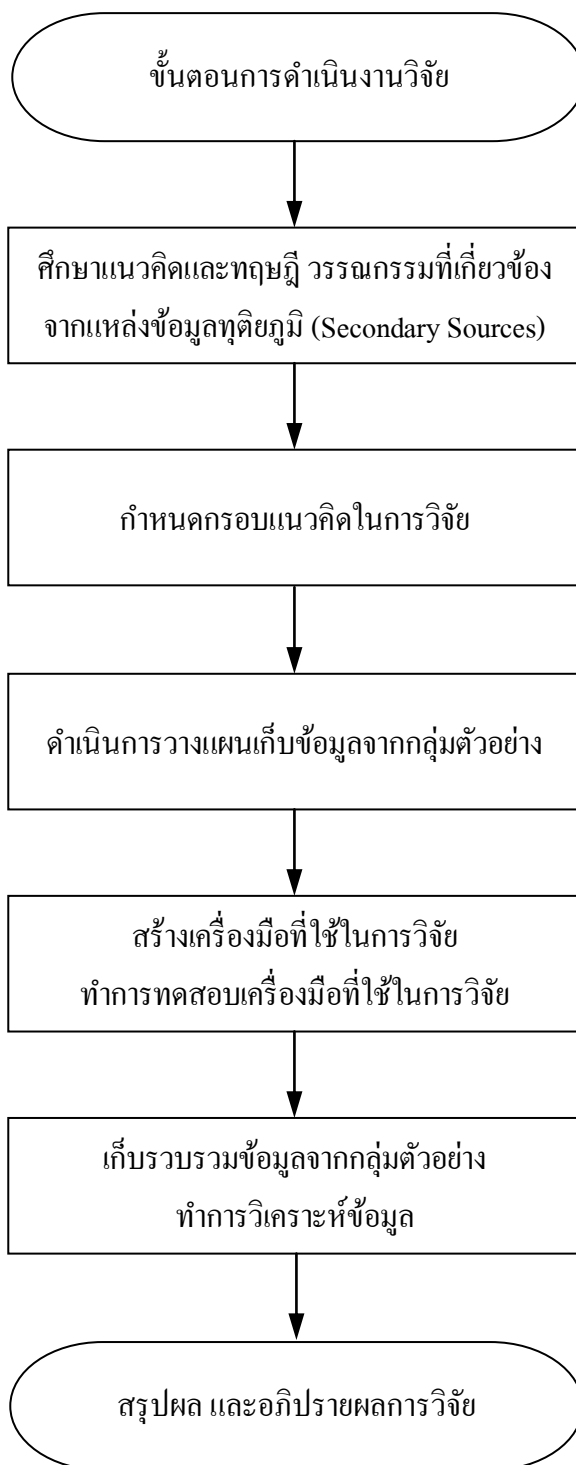 ขั้นตอนการดำเนินงานวิจัย
ศึกษาแนวคิดและทฤษฎี วรรณกรรมที่เกี่ยวข้อง
จากแหล่งข้อมูลทุติยภูมิ (Secondary Sources)
กำหนดกรอบแนวคิดในการวิจัย
ดำเนินการวางแผนเก็บข้อมูลจากกลุ่มตัวอย่าง
สร้างเครื่องมือที่ใช้ในการวิจัย
ทำการทดสอบเครื่องมือที่ใช้ในการวิจัย
เก็บรวบรวมข้อมูลจากกลุ่มตัวอย่าง
ทำการวิเคราะห์ข้อมูล
สรุปผล และอภิปรายผลการวิจัย